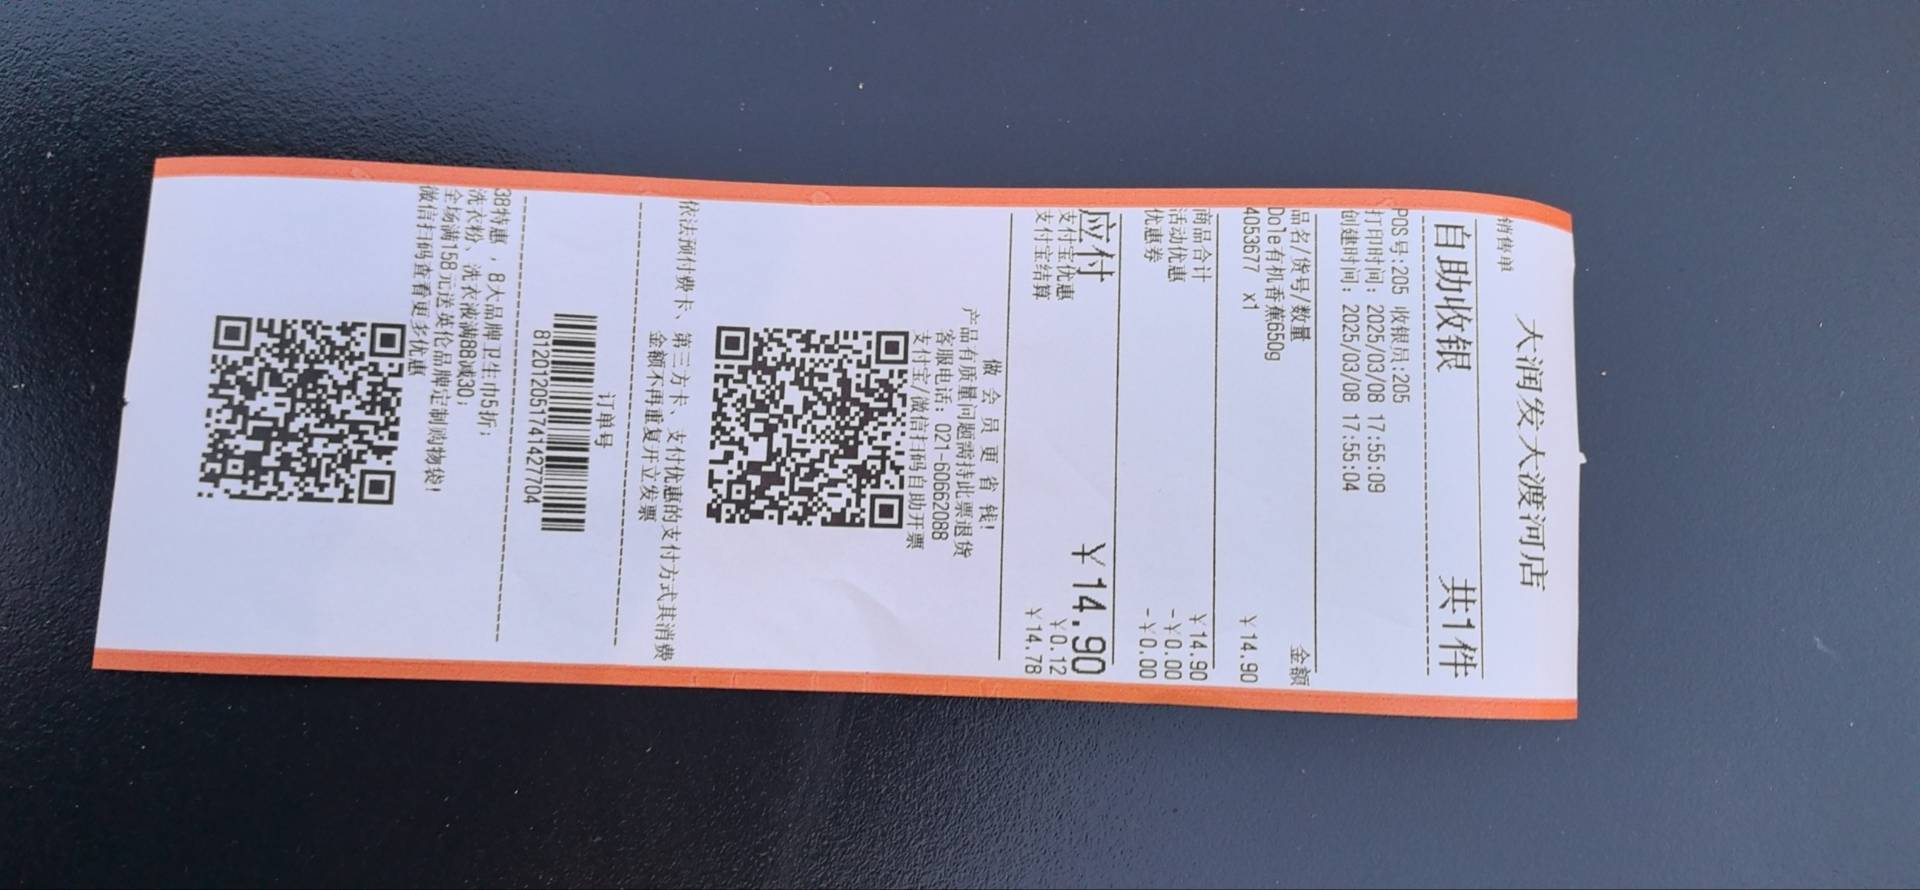 大润发大渡河店
销售单
自助收银 共1件
POS号:205 收银员:205
打印时间: 2025/03/08 17:55:09
创建时间: 2025/03/08 17:55:04
品名/货号/数量 金额
Dole有机香蕉650g
4053677 x1 ¥14.90
商品合计 ¥14.90
活动优惠 -¥0.00
优惠券 -¥0.00
应付 ¥14.90
支付宝优惠 ¥0.12
支付宝结算 ¥14.78
做会员更省钱!
产品有质量问题需持此票退货
客服电话: 021-60662088
支付宝/微信扫码自助开票
依法预付费卡、第三方卡、支付优惠的支付方式其消费
金额不再重复开立发票
订单号
812012051741427704
38特惠,8大品牌卫生巾5折;
洗衣粉、洗衣液满88减30;
全场满158元送英伦品牌定制购物袋!
微信扫码查看更多优惠